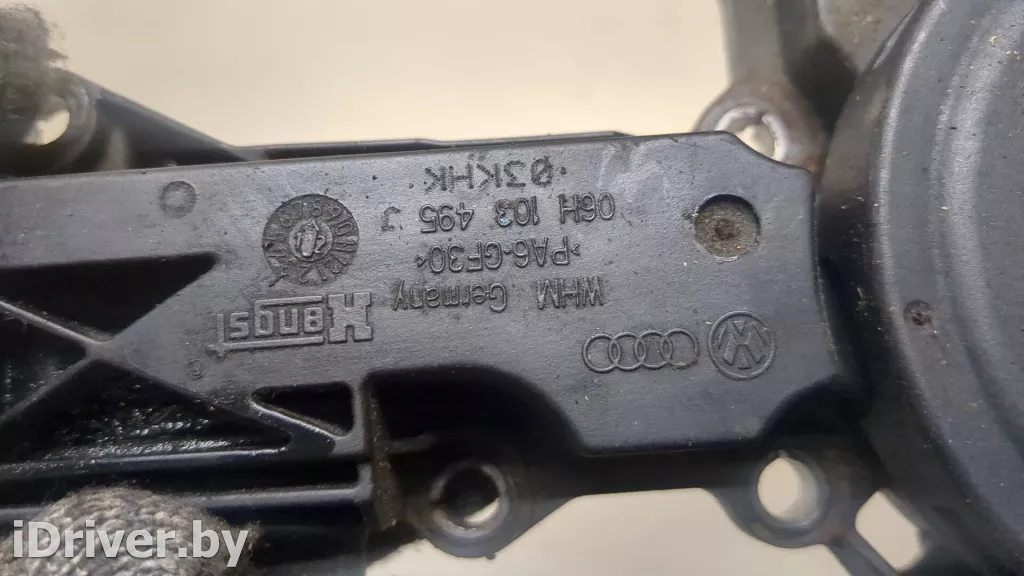 WHM Germany
>PA6-GF30<
06H 103 495 J
·03KHK·
Hengst
iDriver.by